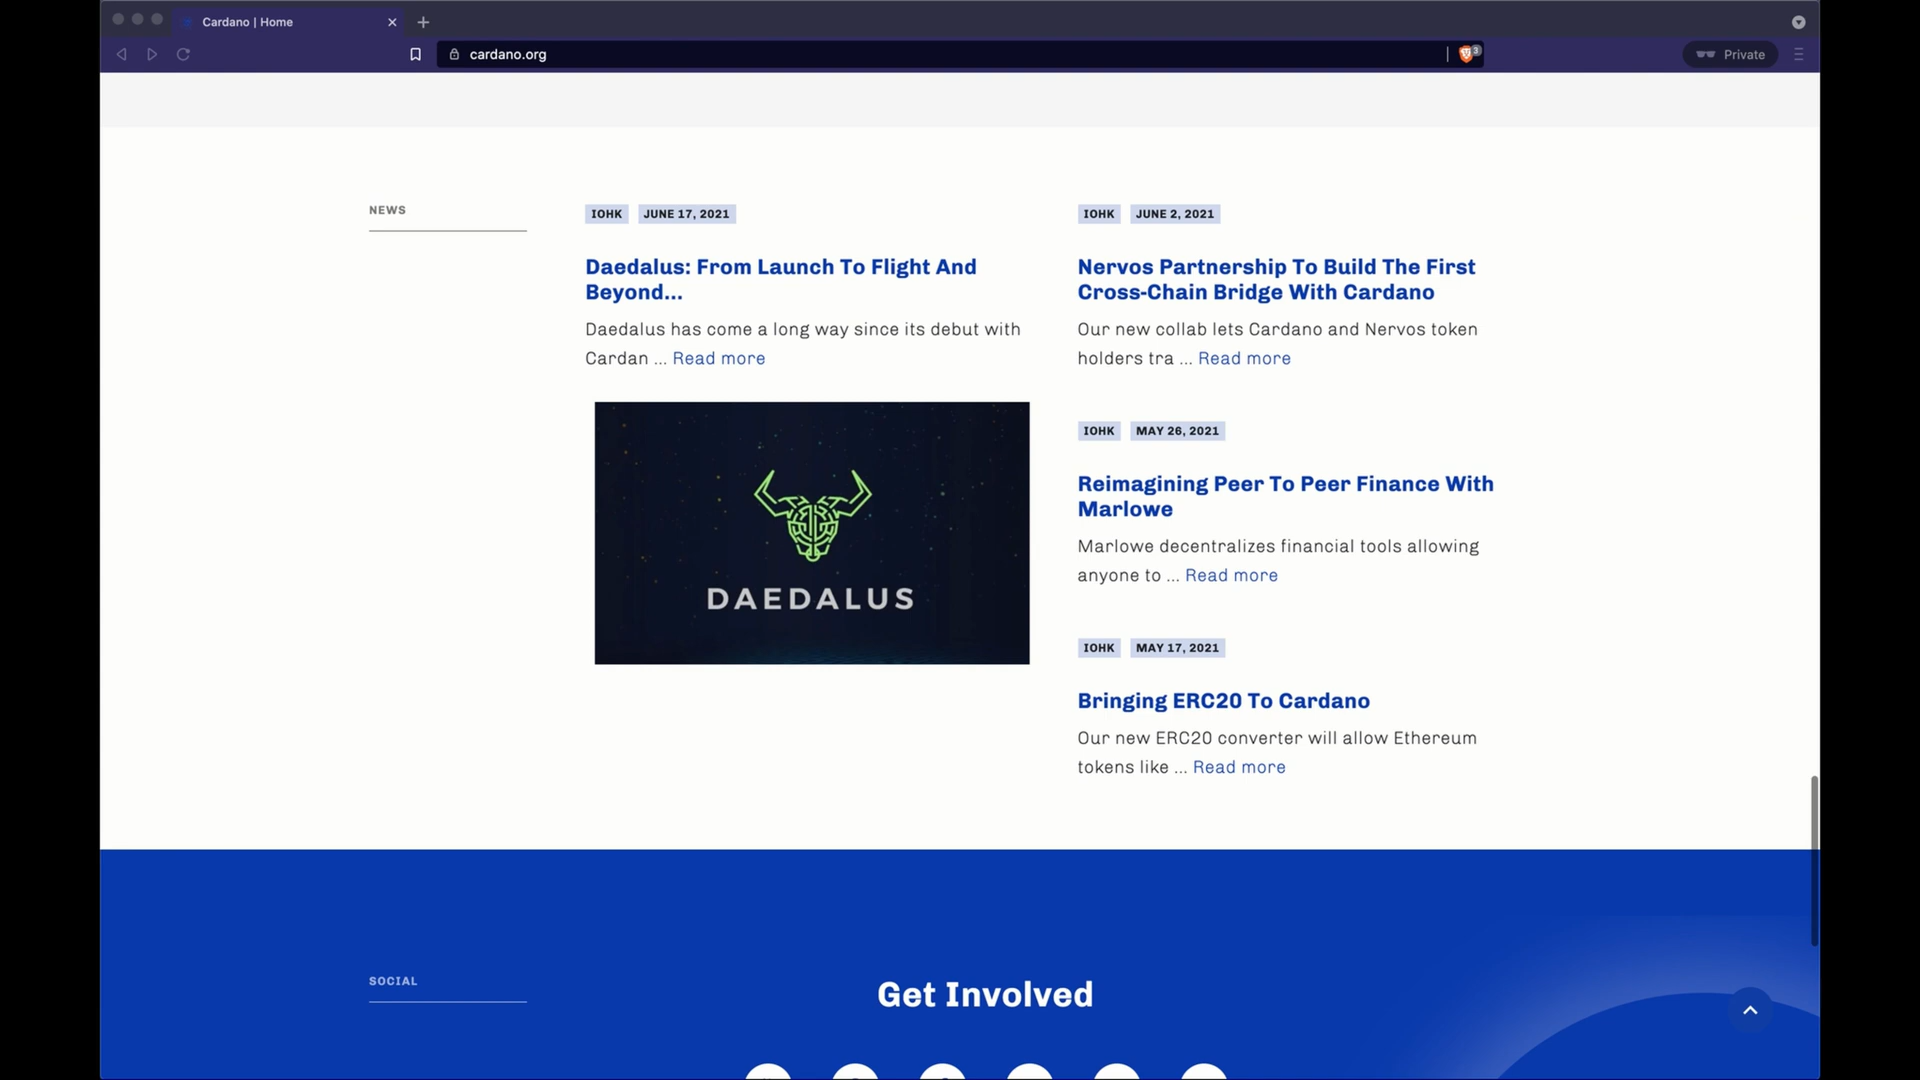 Cardano | Home
cardano.org
3
Private
NEWS
IOHK JUNE 17, 2021
Daedalus: From Launch To Flight And
Beyond...
Daedalus has come a long way since its debut with
Cardan ... Read more
DAEDALUS
IOHK JUNE 2, 2021
Nervos Partnership To Build The First
Cross-Chain Bridge With Cardano
Our new collab lets Cardano and Nervos token
holders tra ... Read more
IOHK MAY 26, 2021
Reimagining Peer To Peer Finance With
Marlowe
Marlowe decentralizes financial tools allowing
anyone to ... Read more
IOHK MAY 17, 2021
Bringing ERC20 To Cardano
Our new ERC20 converter will allow Ethereum
tokens like ... Read more
SOCIAL
Get Involved